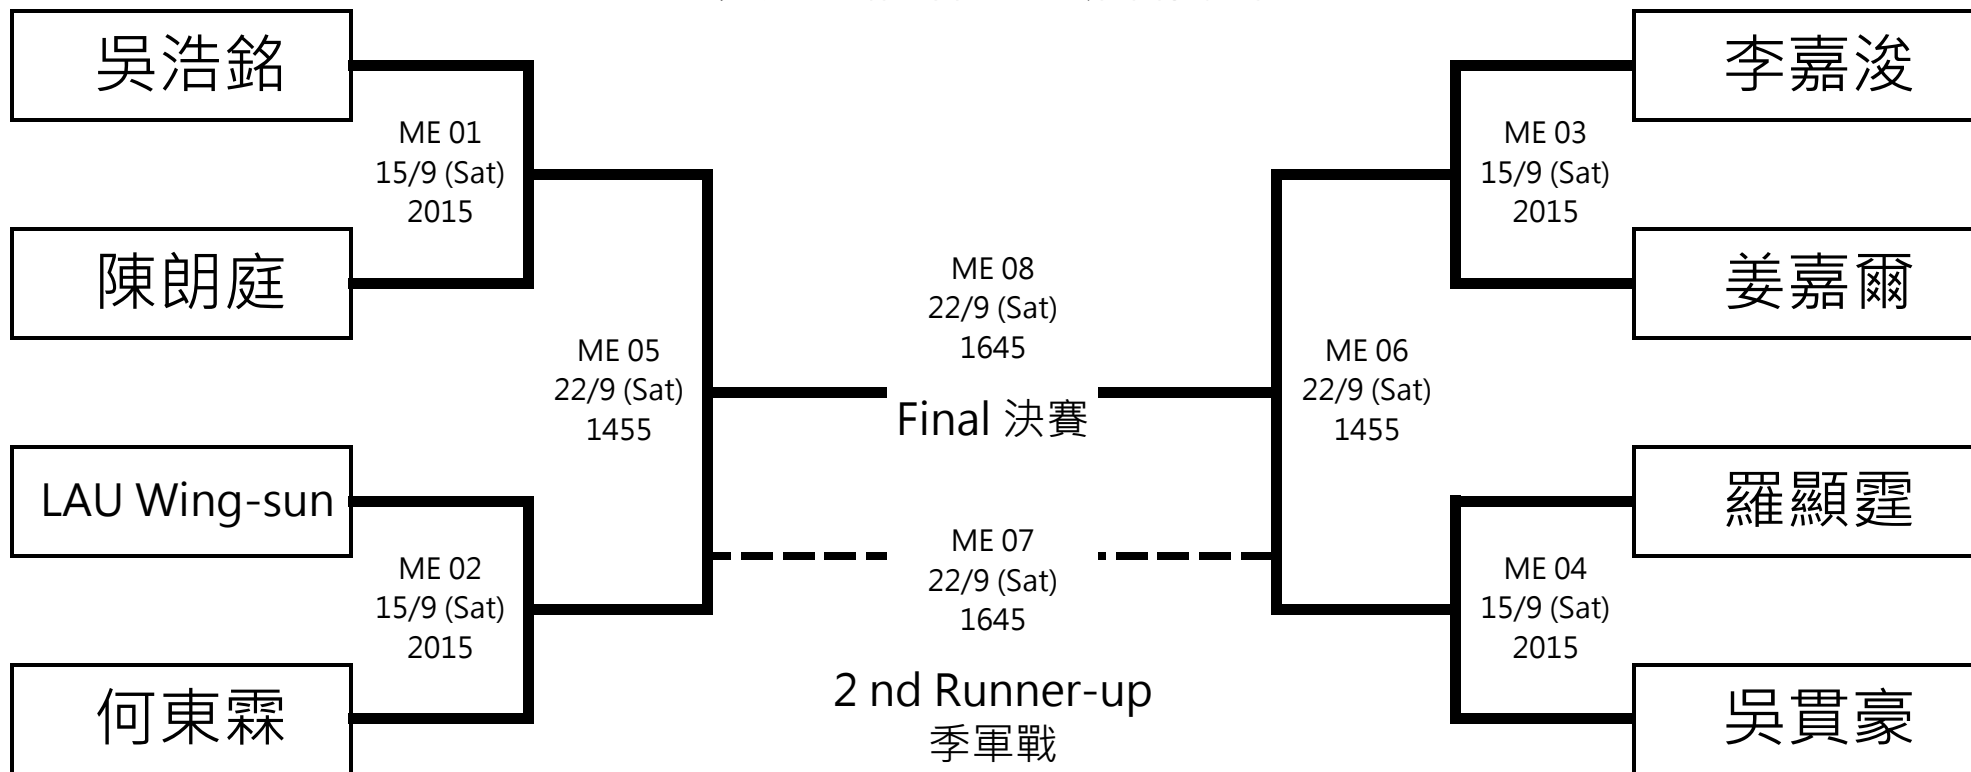 吳浩銘
ME 01
15/9 (Sat)
2015
陳朗庭
LAU Wing-sun
ME 02
15/9 (Sat)
2015
何東霖
ME 05
22/9 (Sat)
1455
ME 08
22/9 (Sat)
1645
Final 決賽
ME 07
22/9 (Sat)
1645
2 nd Runner-up
季軍戰
ME 06
22/9 (Sat)
1455
李嘉浚
ME 03
15/9 (Sat)
2015
姜嘉爾
羅顯霆
ME 04
15/9 (Sat)
2015
吳貫豪